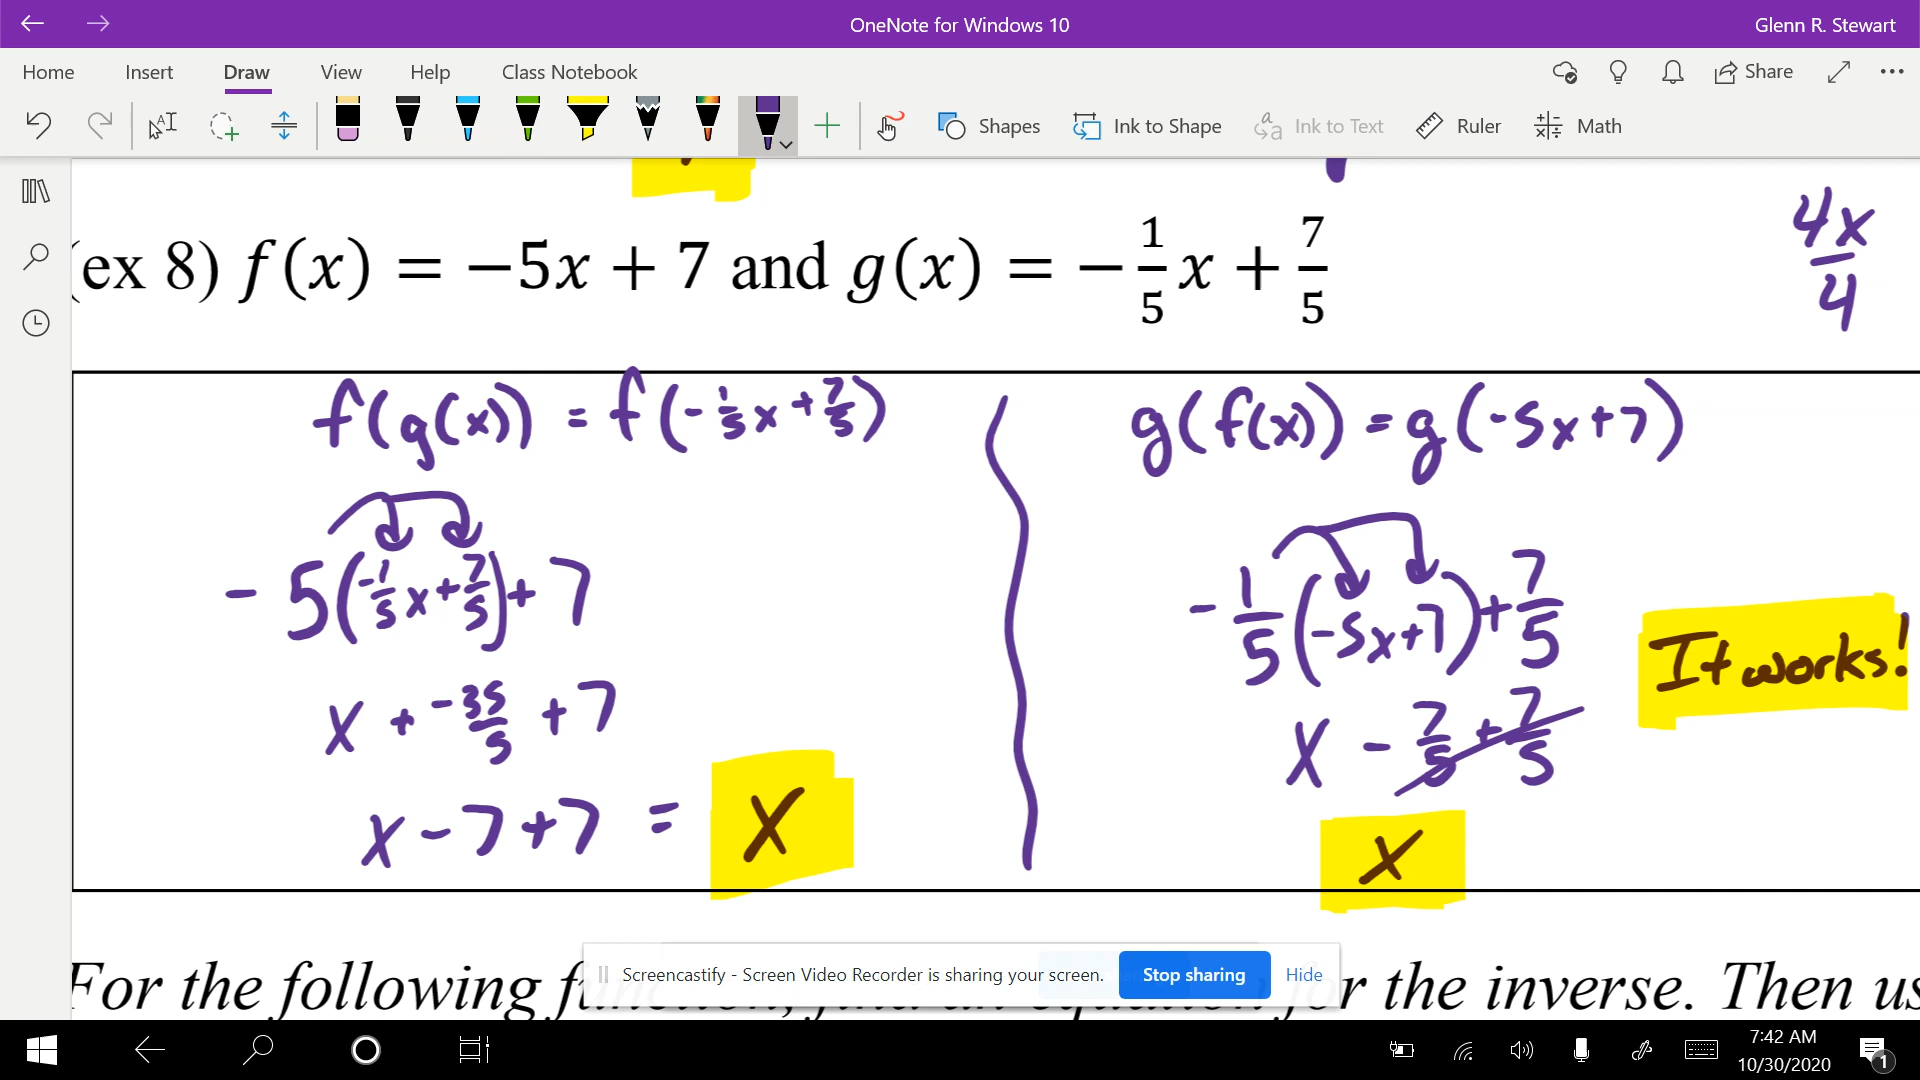 OneNote for Windows 10
Glenn R. Stewart
Home Insert Draw View Help Class Notebook
Share
Shapes Ink to Shape Ink to Text Ruler Math
(ex 8) f(x) = −5x + 7 and g(x) = −1/5 x + 7/5
4x/4
f(g(x)) = f(-1/5 x + 7/5)
-5(-1/5 x + 7/5) + 7
x + -35/5 + 7
x - 7 + 7 = x
g(f(x)) = g(-5x+7)
-1/5(-5x+7) + 7/5
x - 7/5 + 7/5
x
It works!
For the following for the inverse. Then us
Screencastify - Screen Video Recorder is sharing your screen. Stop sharing Hide
7:42 AM
10/30/2020
1